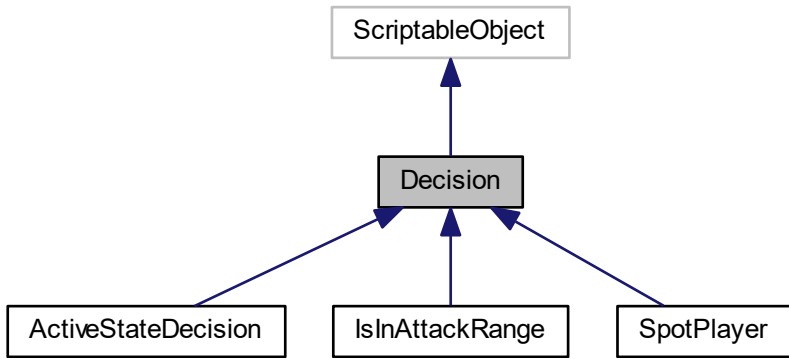 ScriptableObject
Decision
ActiveStateDecision
IsInAttackRange
SpotPlayer